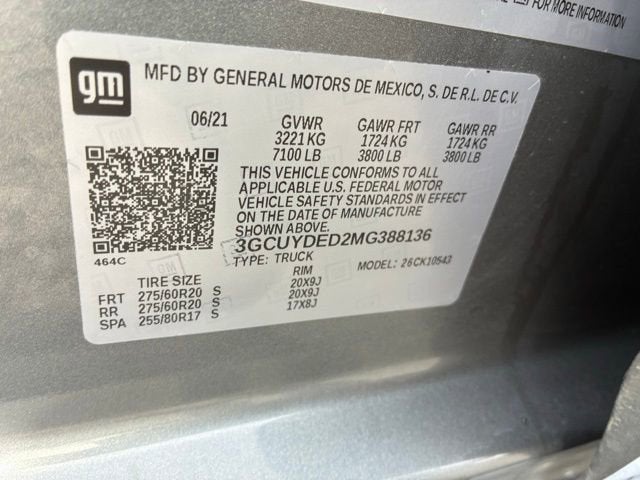 FOR MORE INFORMATION
gm
MFD BY GENERAL MOTORS DE MEXICO, S. DE R.L. DE C.V.
06/21 GVWR GAWR FRT GAWR RR
3221 KG 1724 KG 1724 KG
7100 LB 3800 LB 3800 LB
THIS VEHICLE CONFORMS TO ALL
APPLICABLE U.S. FEDERAL MOTOR
VEHICLE SAFETY STANDARDS IN EFFECT
ON THE DATE OF MANUFACTURE
SHOWN ABOVE.
3GCUYDED2MG388136
464C TYPE: TRUCK MODEL: 26CK10543
TIRE SIZE RIM
FRT 275/60R20 S 20X9J
RR 275/60R20 S 20X9J
SPA 255/80R17 S 17X8J